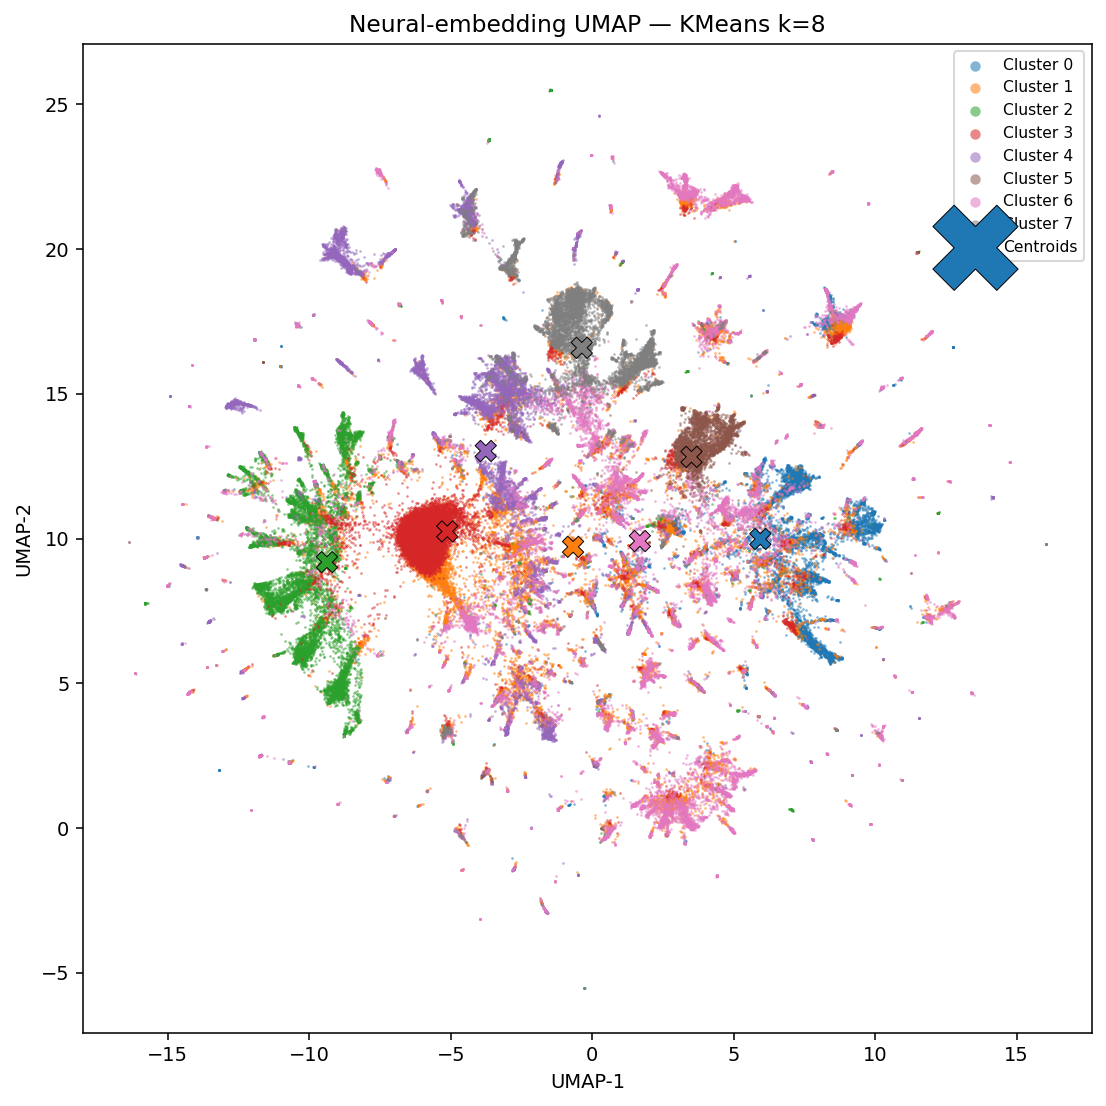 Neural-embedding UMAP — KMeans k=8
Cluster 0
Cluster 1
Cluster 2
Cluster 3
Cluster 4
Cluster 5
Cluster 6
Cluster 7
Centroids
25
20
15
10
5
0
−5
UMAP-2
−15 −10 −5 0 5 10 15
UMAP-1